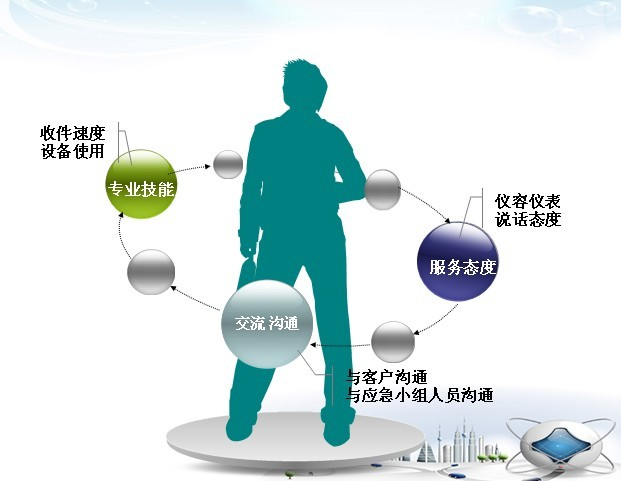 收件速度
设备使用
专业技能
仪容仪表
说话态度
服务态度
交流 沟通
与客户沟通
与应急小组人员沟通